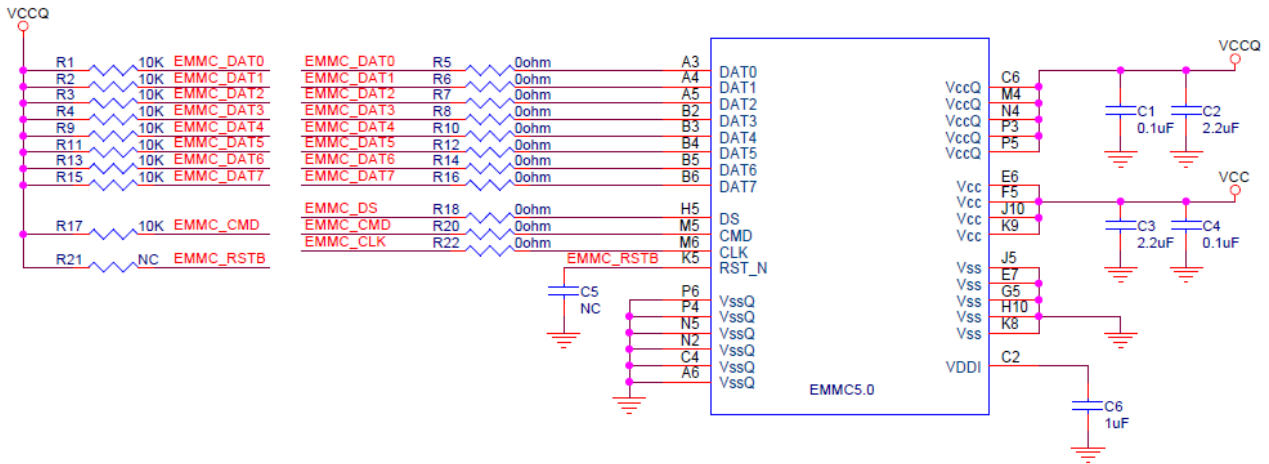 VCCQ
R1 10K EMMC_DAT0
R2 10K EMMC_DAT1
R3 10K EMMC_DAT2
R4 10K EMMC_DAT3
R9 10K EMMC_DAT4
R11 10K EMMC_DAT5
R13 10K EMMC_DAT6
R15 10K EMMC_DAT7
R17 10K EMMC_CMD
R21 NC EMMC_RSTB
EMMC_DAT0 R5 0ohm A3 DAT0
EMMC_DAT1 R6 0ohm A4 DAT1
EMMC_DAT2 R7 0ohm A5 DAT2
EMMC_DAT3 R8 0ohm B2 DAT3
EMMC_DAT4 R10 0ohm B3 DAT4
EMMC_DAT5 R12 0ohm B4 DAT5
EMMC_DAT6 R14 0ohm B5 DAT6
EMMC_DAT7 R16 0ohm B6 DAT7
EMMC_DS R18 0ohm H5 DS
EMMC_CMD R20 0ohm M5 CMD
EMMC_CLK R22 0ohm M6 CLK
EMMC_RSTB K5 RST_N
C5
NC
P6 VssQ
P4 VssQ
N5 VssQ
N2 VssQ
C4 VssQ
A6 VssQ
EMMC5.0
VccQ C6
VccQ M4
VccQ N4
VccQ P3
VccQ P5
VCCQ
C1
0.1uF
C2
2.2uF
Vcc E6
Vcc F5
Vcc J10
Vcc K9
VCC
C3
2.2uF
C4
0.1uF
Vss J5
Vss E7
Vss G5
Vss H10
Vss K8
VDDI C2
C6
1uF